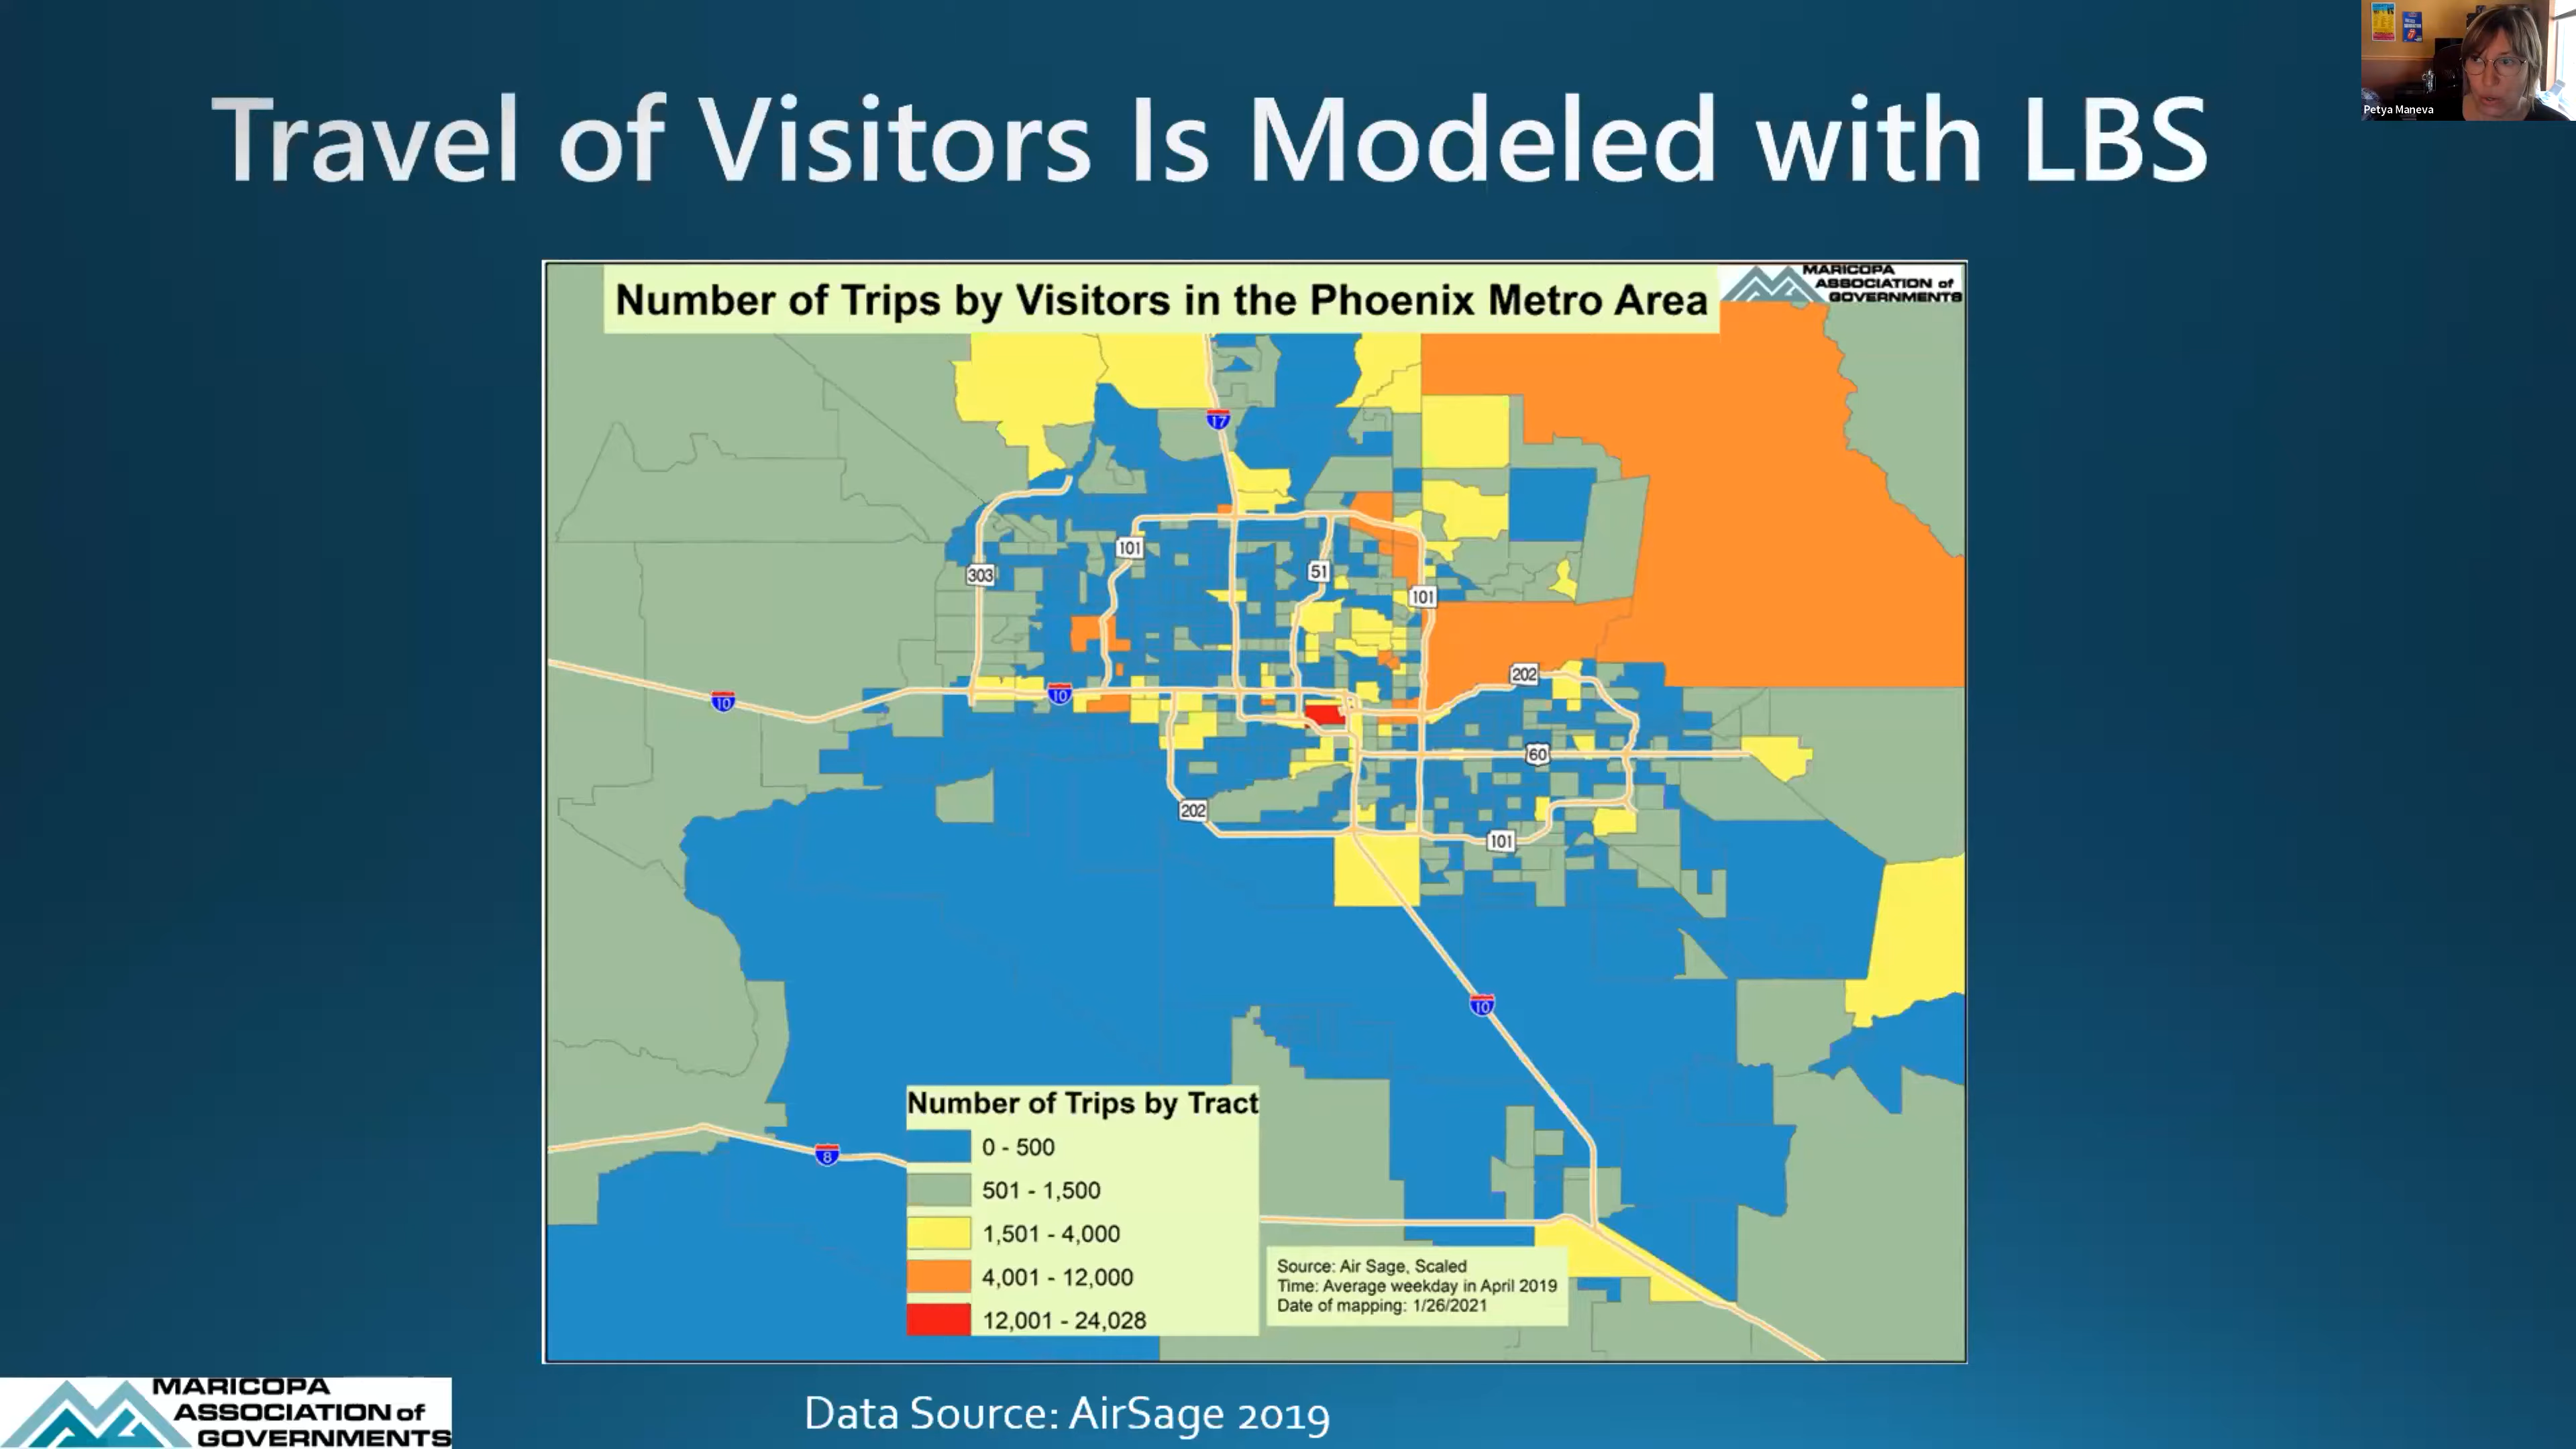 Travel of Visitors Is Modeled with LBS
Petya Maneva
Number of Trips by Visitors in the Phoenix Metro Area
MARICOPA
ASSOCIATION of
GOVERNMENTS
17
101
303
51
101
10
10
202
60
202
101
10
8
Number of Trips by Tract
0 - 500
501 - 1,500
1,501 - 4,000
4,001 - 12,000
12,001 - 24,028
Source: Air Sage, Scaled
Time: Average weekday in April 2019
Date of mapping: 1/26/2021
MARICOPA
ASSOCIATION of
GOVERNMENTS
Data Source: AirSage 2019